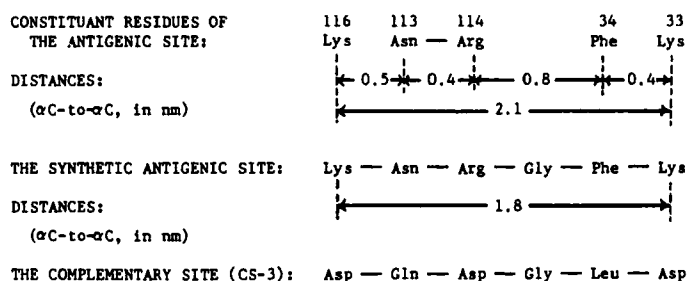 CONSTITUANT RESIDUES OF 116 113 114 34 33
THE ANTIGENIC SITE: Lys Asn — Arg Phe Lys
DISTANCES: 0.5 0.4 0.8 0.4
(αC-to-αC, in nm) 2.1
THE SYNTHETIC ANTIGENIC SITE: Lys — Asn — Arg — Gly — Phe — Lys
DISTANCES: 1.8
(αC-to-αC, in nm)
THE COMPLEMENTARY SITE (CS-3): Asp — Gln — Asp — Gly — Leu — Asp